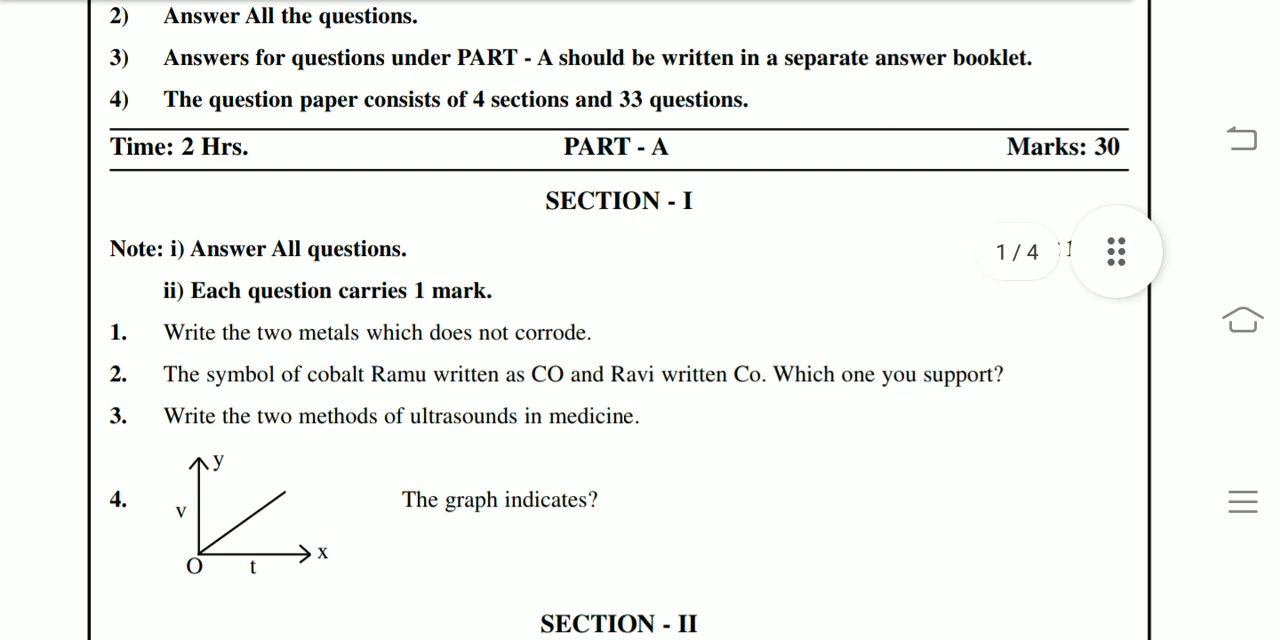 2) Answer All the questions.
3) Answers for questions under PART - A should be written in a separate answer booklet.
4) The question paper consists of 4 sections and 33 questions.
Time: 2 Hrs. PART - A Marks: 30
SECTION - I
Note: i) Answer All questions.
1 / 4
ii) Each question carries 1 mark.
1. Write the two metals which does not corrode.
2. The symbol of cobalt Ramu written as CO and Ravi written Co. Which one you support?
3. Write the two methods of ultrasounds in medicine.
y
4. v The graph indicates?
x
O t
SECTION - II